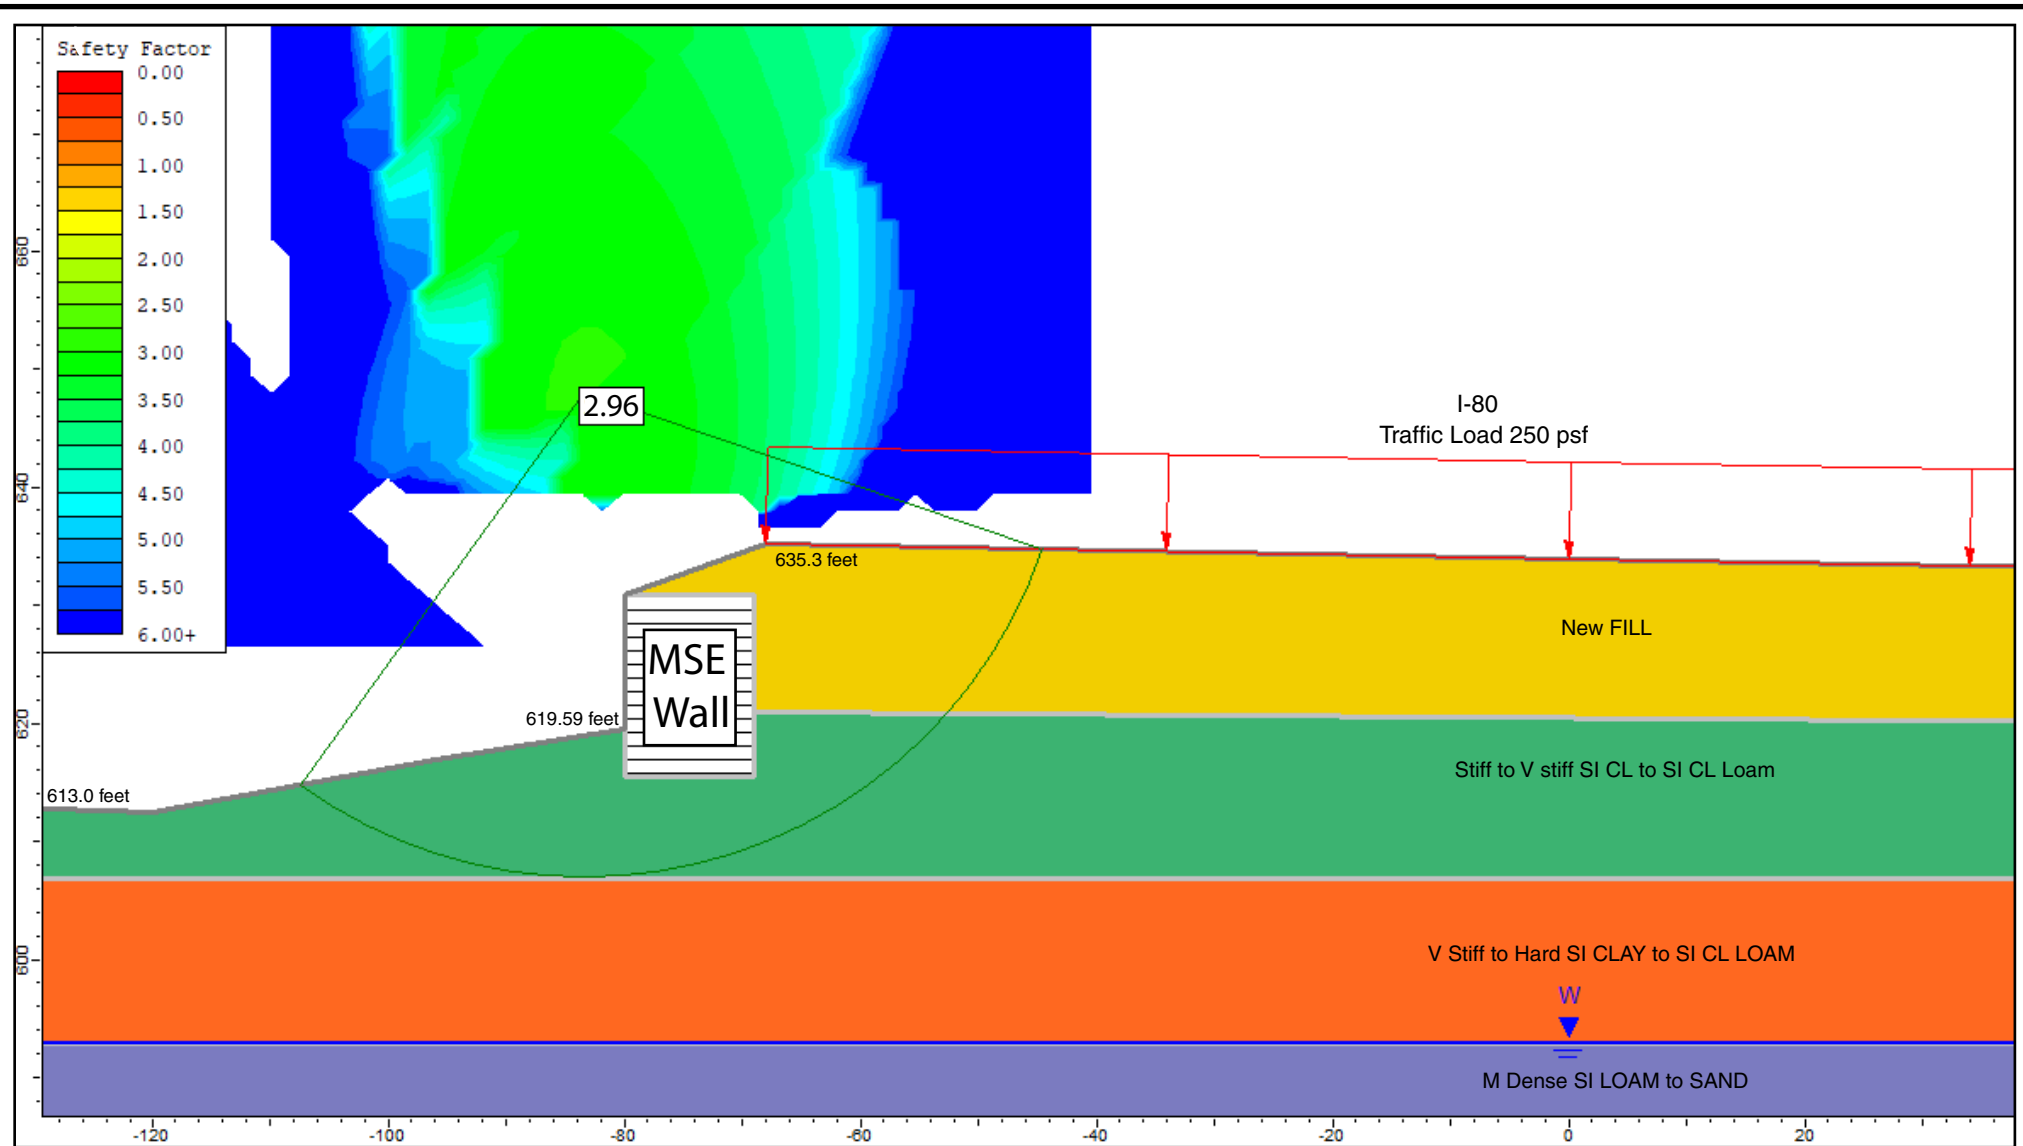 Safety Factor
0.00
0.50
1.00
1.50
2.00
2.50
3.00
3.50
4.00
4.50
5.00
5.50
6.00+
660
640
620
600
2.96
I-80
Traffic Load 250 psf
635.3 feet
New FILL
MSE
Wall
619.59 feet
613.0 feet
Stiff to V stiff SI CL to SI CL Loam
V Stiff to Hard SI CLAY to SI CL LOAM
W
M Dense SI LOAM to SAND
-120
-100
-80
-60
-40
-20
0
20